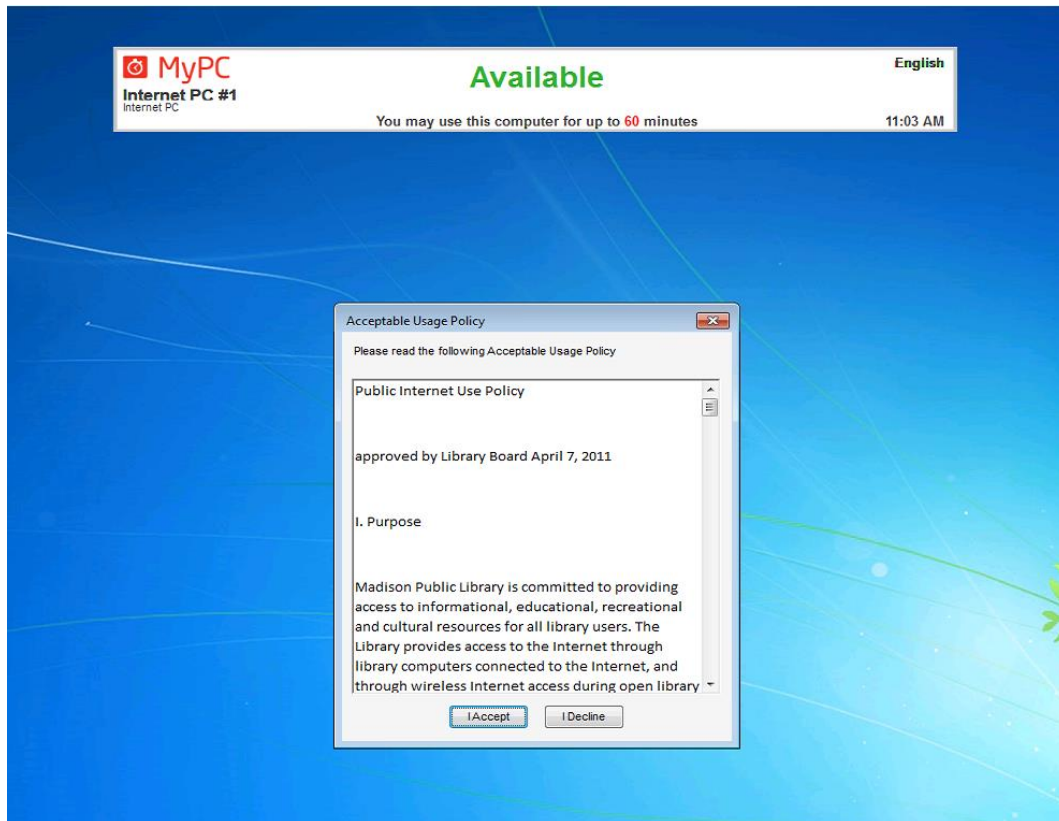 MyPC
Internet PC #1
Internet PC
Available
You may use this computer for up to 60 minutes
English
11:03 AM
Acceptable Usage Policy
Please read the following Acceptable Usage Policy
Public Internet Use Policy
approved by Library Board April 7, 2011
I. Purpose
Madison Public Library is committed to providing
access to informational, educational, recreational
and cultural resources for all library users. The
Library provides access to the Internet through
library computers connected to the Internet, and
through wireless Internet access during open library
I Accept
I Decline